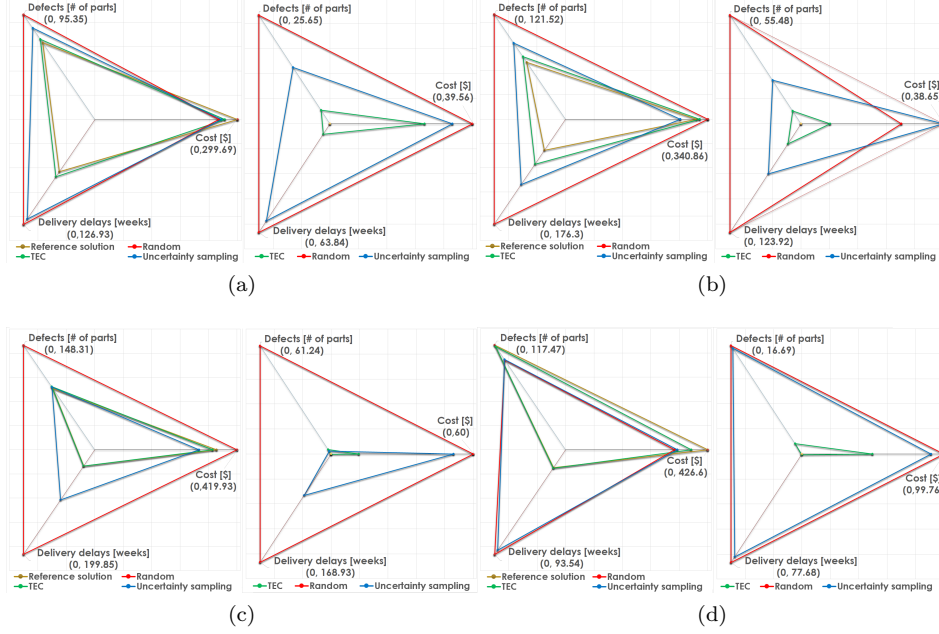 Defects [# of parts]
(0, 95.35)
Cost [$]
(0,299.69)
Delivery delays [weeks]
(0,126.93)
Reference solution
Random
TEC
Uncertainty sampling
Defects [# of parts]
(0, 25.65)
Cost [$]
(0,39.56)
Delivery delays [weeks]
(0, 63.84)
TEC
Random
Uncertainty sampling
(a)
Defects [# of parts]
(0, 121.52)
Cost [$]
(0,340.86)
Delivery delays [weeks]
(0, 176.3)
Reference solution
Random
TEC
Uncertainty sampling
Defects [# of parts]
(0, 55.48)
Cost [$]
(0,38.65)
Delivery delays [weeks]
(0, 123.92)
TEC
Random
Uncertainty sampling
(b)
Defects [# of parts]
(0, 148.31)
Cost [$]
(0,419.93)
Delivery delays [weeks]
(0, 199.85)
Reference solution
Random
TEC
Uncertainty sampling
Defects [# of parts]
(0, 61.24)
Cost [$]
(0,60)
Delivery delays [weeks]
(0, 168.93)
TEC
Random
Uncertainty sampling
(c)
Defects [# of parts]
(0, 117.47)
Cost [$]
(0, 426.6)
Delivery delays [weeks]
(0, 93.54)
Reference solution
Random
TEC
Uncertainty sampling
Defects [# of parts]
(0, 16.69)
Cost [$]
(0,99.76
Delivery delays [weeks]
(0, 77.68)
TEC
Random
Uncertainty sampling
(d)